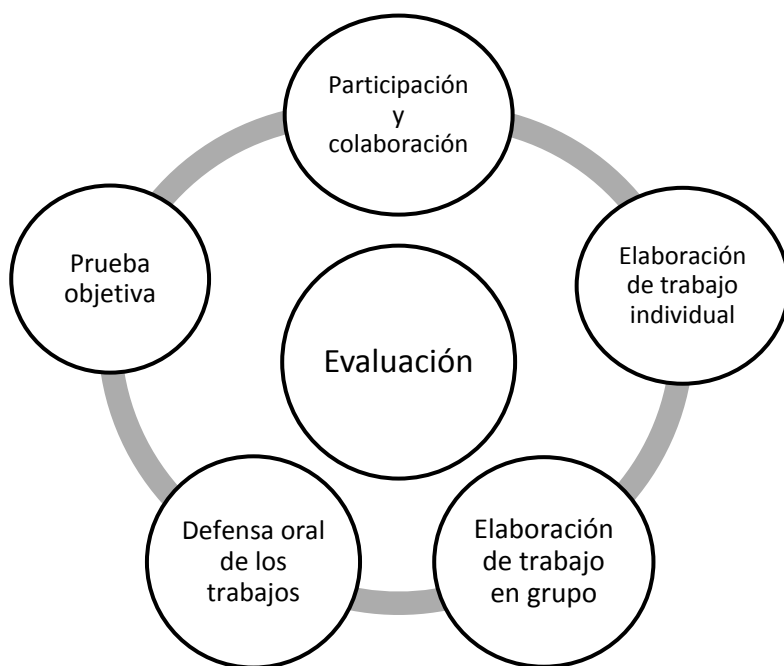 Participación
y
colaboración
Elaboración
de trabajo
individual
Elaboración
de trabajo
en grupo
Defensa oral
de los
trabajos
Prueba
objetiva
Evaluación